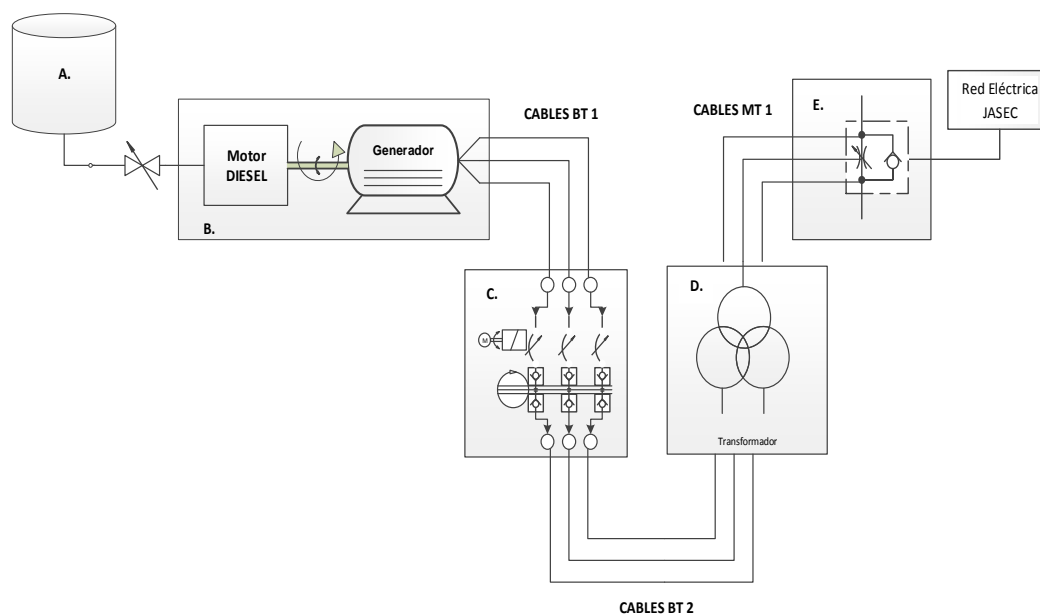 A.
Motor
DIESEL
Generador
B.
CABLES BT 1
C.
M
CABLES BT 2
D.
Transformador
CABLES MT 1
E.
Red Eléctrica
JASEC